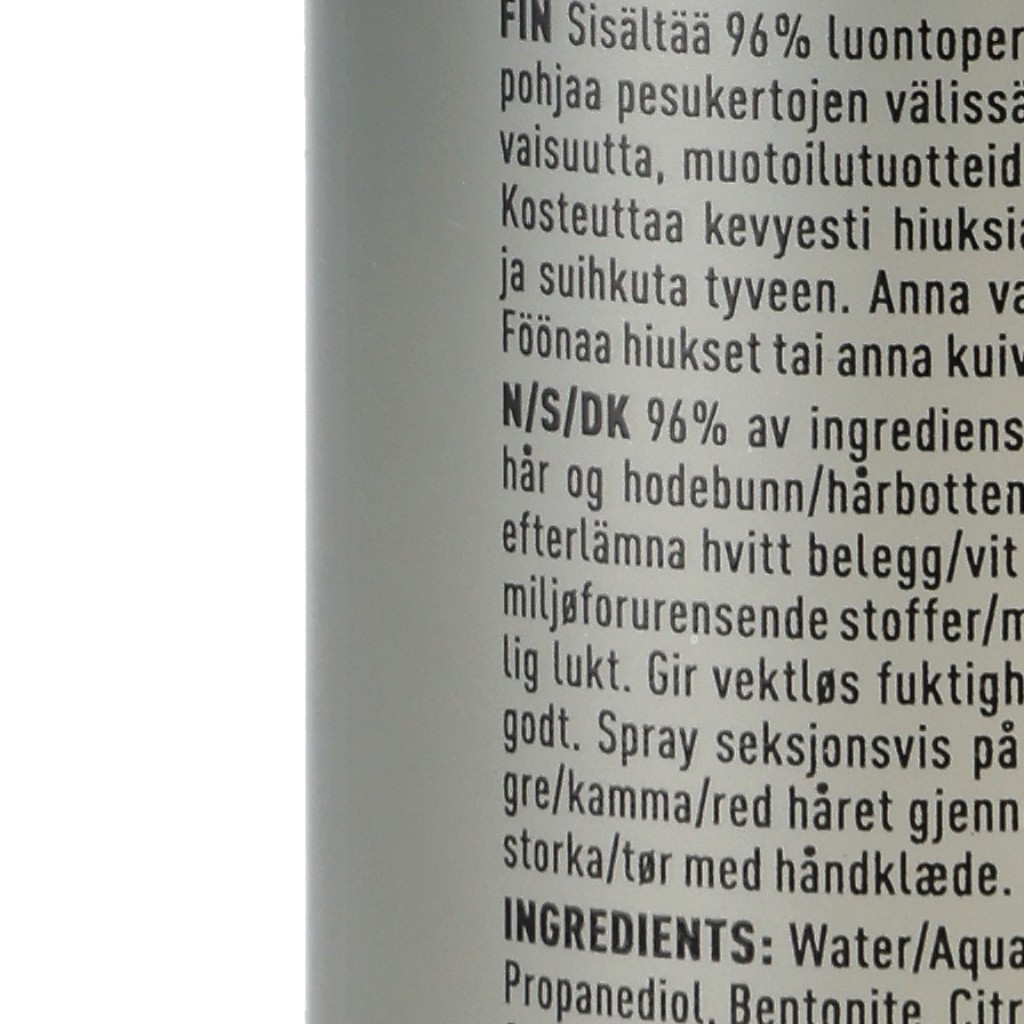 FIN Sisältää 96% luontoper
pohjaa pesukertojen välissä
vaisuutta, muotoilutuotteid
Kosteuttaa kevyesti hiuksia
ja suihkuta tyveen. Anna va
Föönaa hiukset tai anna kuiv
N/S/DK 96% av ingrediens
hår og hodebunn/hårbotten
efterlämna hvitt belegg/vit
miljøforurensende stoffer/m
lig lukt. Gir vektløs fuktigh
godt. Spray seksjonsvis på
gre/kamma/red håret gjenn
storka/tør med håndklæde.
INGREDIENTS: Water/Aqua
Propanediol, Bentonite, Citr